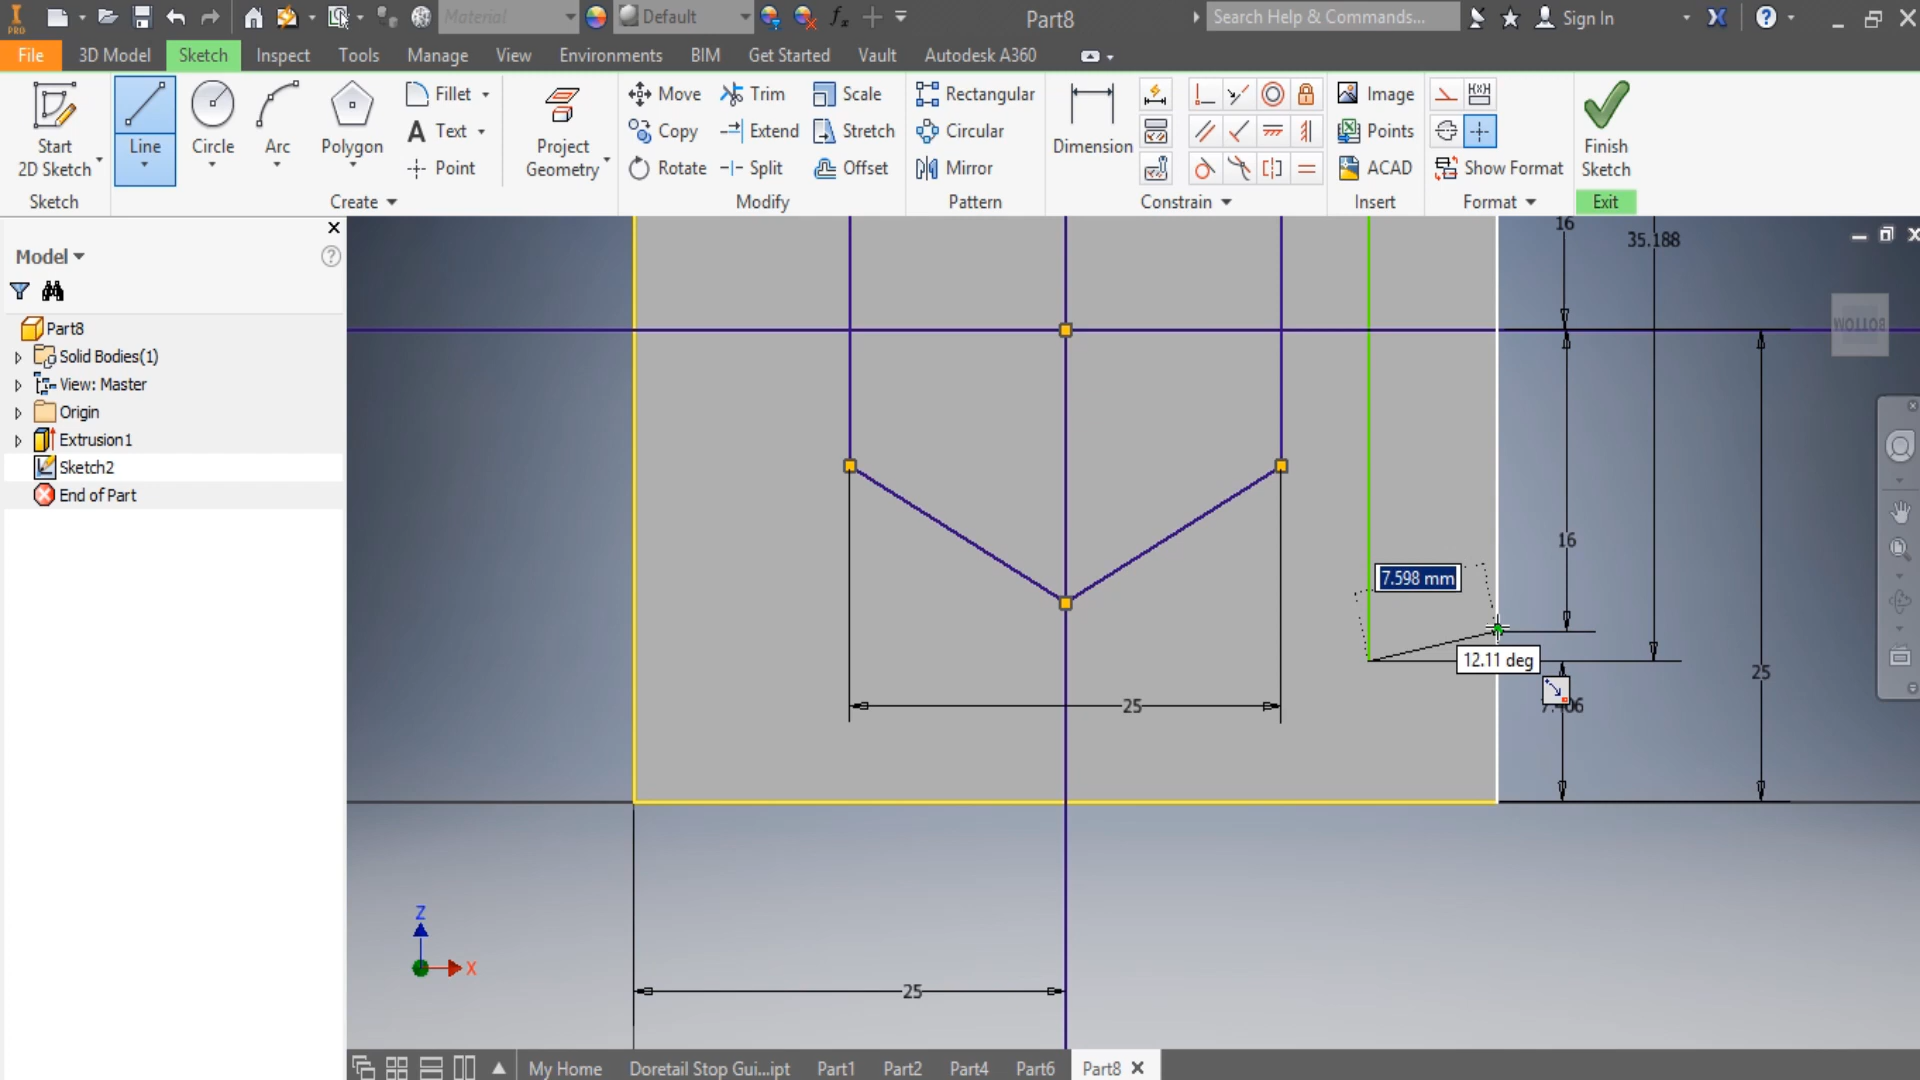 PRO
Material
Default
fx
Part8
Search Help & Commands...
Sign In
File
3D Model
Sketch
Inspect
Tools
Manage
View
Environments
BIM
Get Started
Vault
Autodesk A360
Start
2D Sketch
Line
Circle
Arc
Polygon
Fillet
Text
Point
Project
Geometry
Move
Copy
Rotate
Trim
Extend
Split
Scale
Stretch
Offset
Rectangular
Circular
Mirror
Dimension
Image
Points
ACAD
Show Format
Finish
Sketch
Sketch
Create
Modify
Pattern
Constrain
Insert
Format
Exit
Model
Part8
Solid Bodies(1)
View: Master
Origin
Extrusion1
Sketch2
End of Part
16
35.188
BOTTOM
16
7.598 mm
12.11 deg
25
25
Z
X
25
My Home
Doretail Stop Gui...ipt
Part1
Part2
Part4
Part6
Part8